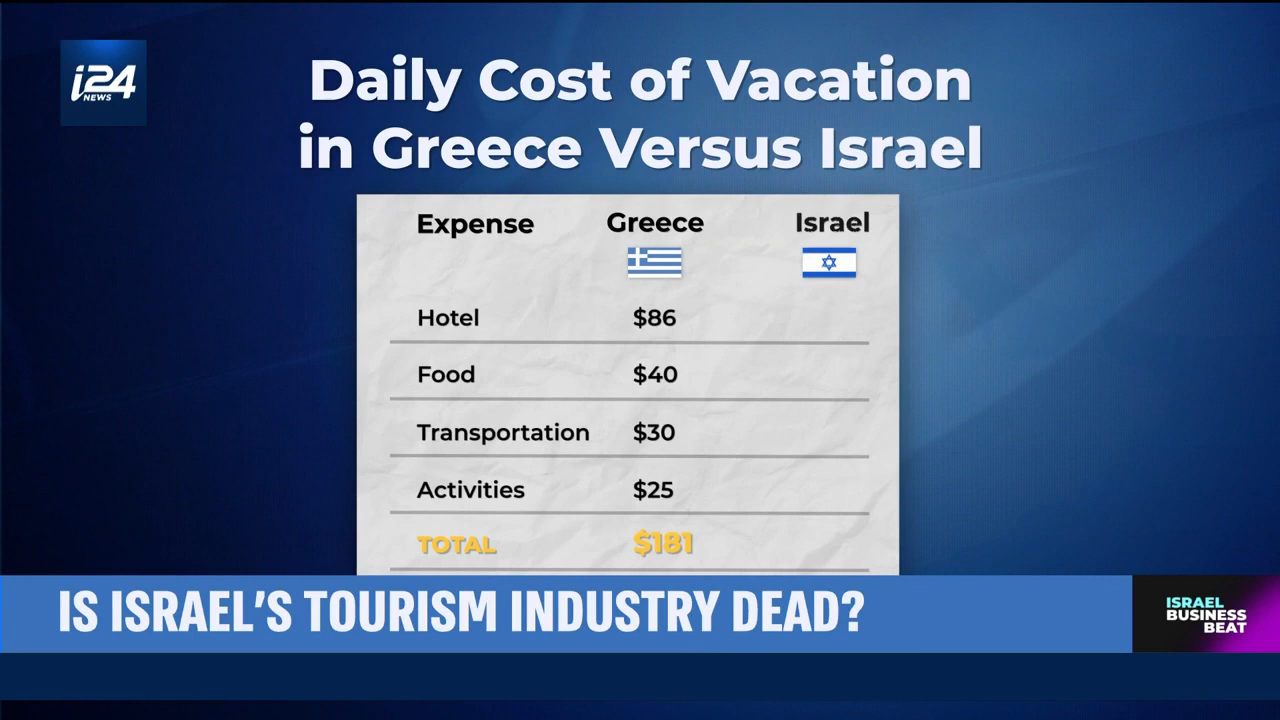 i24
NEWS
Daily Cost of Vacation
in Greece Versus Israel
Expense Greece Israel
Hotel $86
Food $40
Transportation $30
Activities $25
TOTAL $181
IS ISRAEL'S TOURISM INDUSTRY DEAD?
ISRAEL
BUSINESS
BEAT